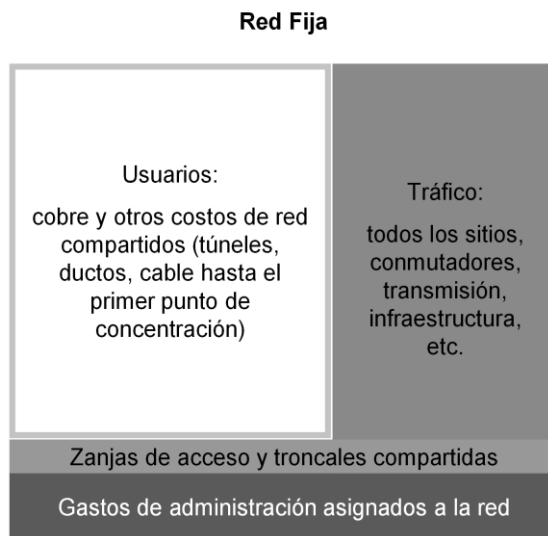 Red Fija
Usuarios:
cobre y otros costos de red
compartidos (túneles,
ductos, cable hasta el
primer punto de
concentración)
Tráfico:
todos los sitios,
conmutadores,
transmisión,
infraestructura,
etc.
Zanjas de acceso y troncales compartidas
Gastos de administración asignados a la red